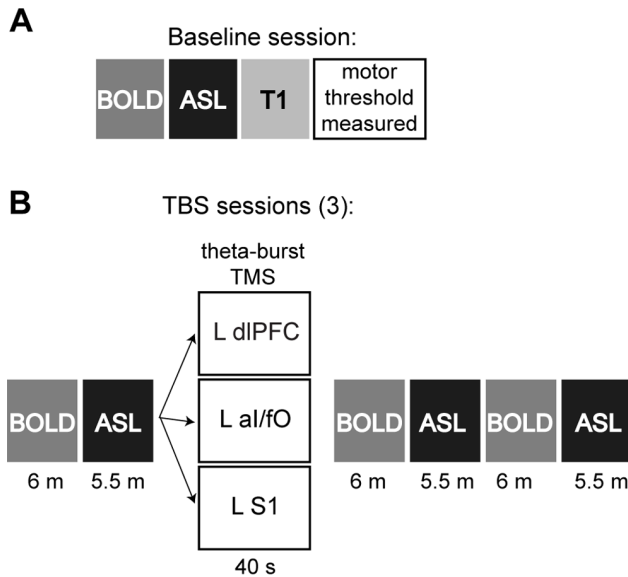 A
Baseline session:
BOLD ASL T1 motor
threshold
measured
B
TBS sessions (3):
theta-burst
TMS
L dlPFC
L aI/fO
L S1
40 s
BOLD ASL
6 m 5.5 m
BOLD ASL BOLD ASL
6 m 5.5 m 6 m 5.5 m